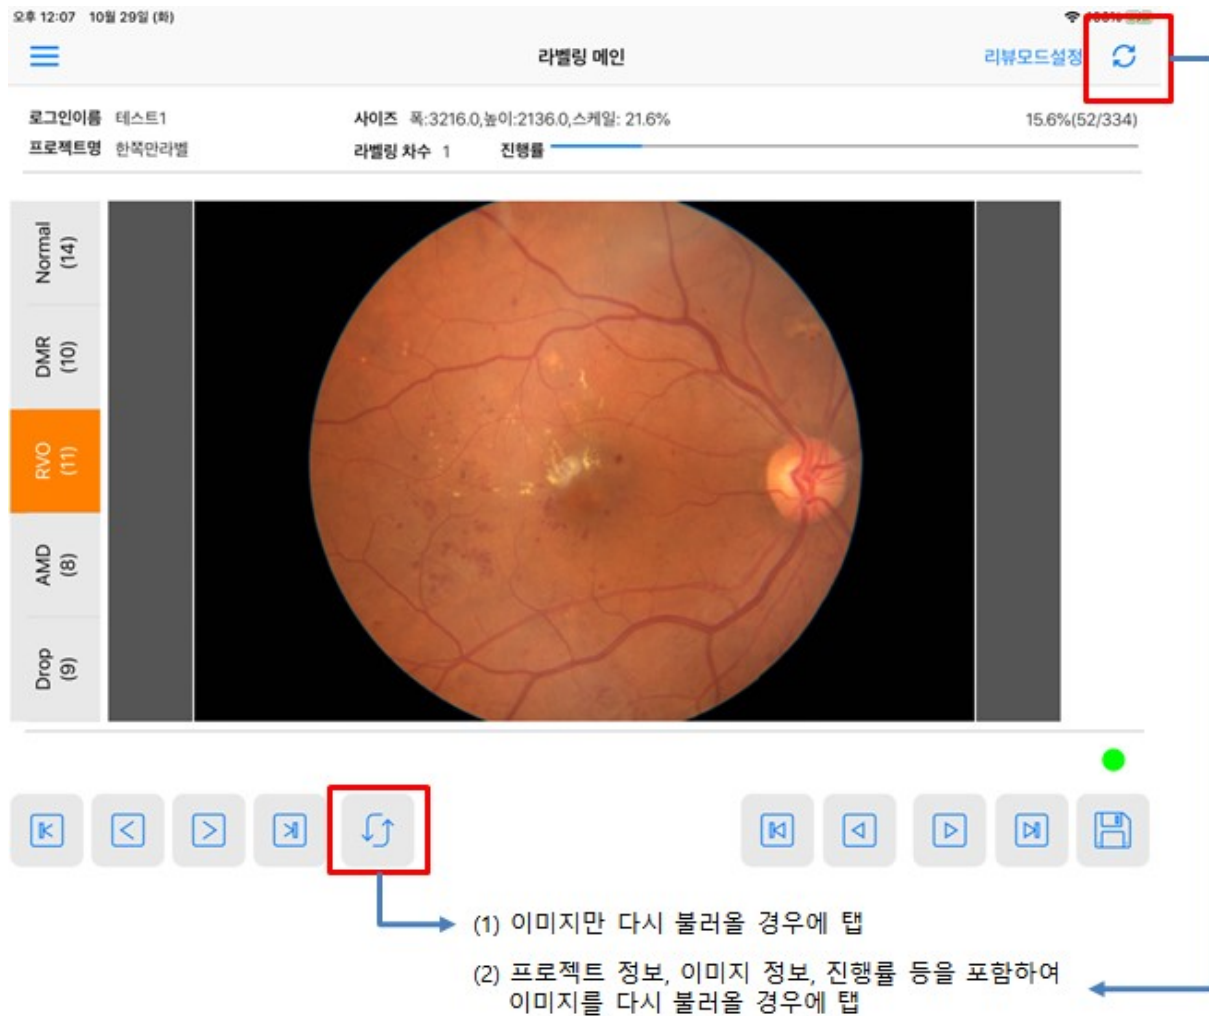 오후 12:07 10월 29일 (화)
라벨링 메인
리뷰모드설정
로그인이름 테스트1
사이즈 폭:3216.0,높이:2136.0,스케일: 21.6%
15.6%(52/334)
프로젝트명 한쪽만라벨
라벨링 차수 1
진행률
Normal
(14)
DMR
(10)
RVO
(11)
AMD
(8)
Drop
(9)
(1) 이미지만 다시 불러올 경우에 탭
(2) 프로젝트 정보, 이미지 정보, 진행률 등을 포함하여
이미지를 다시 불러올 경우에 탭